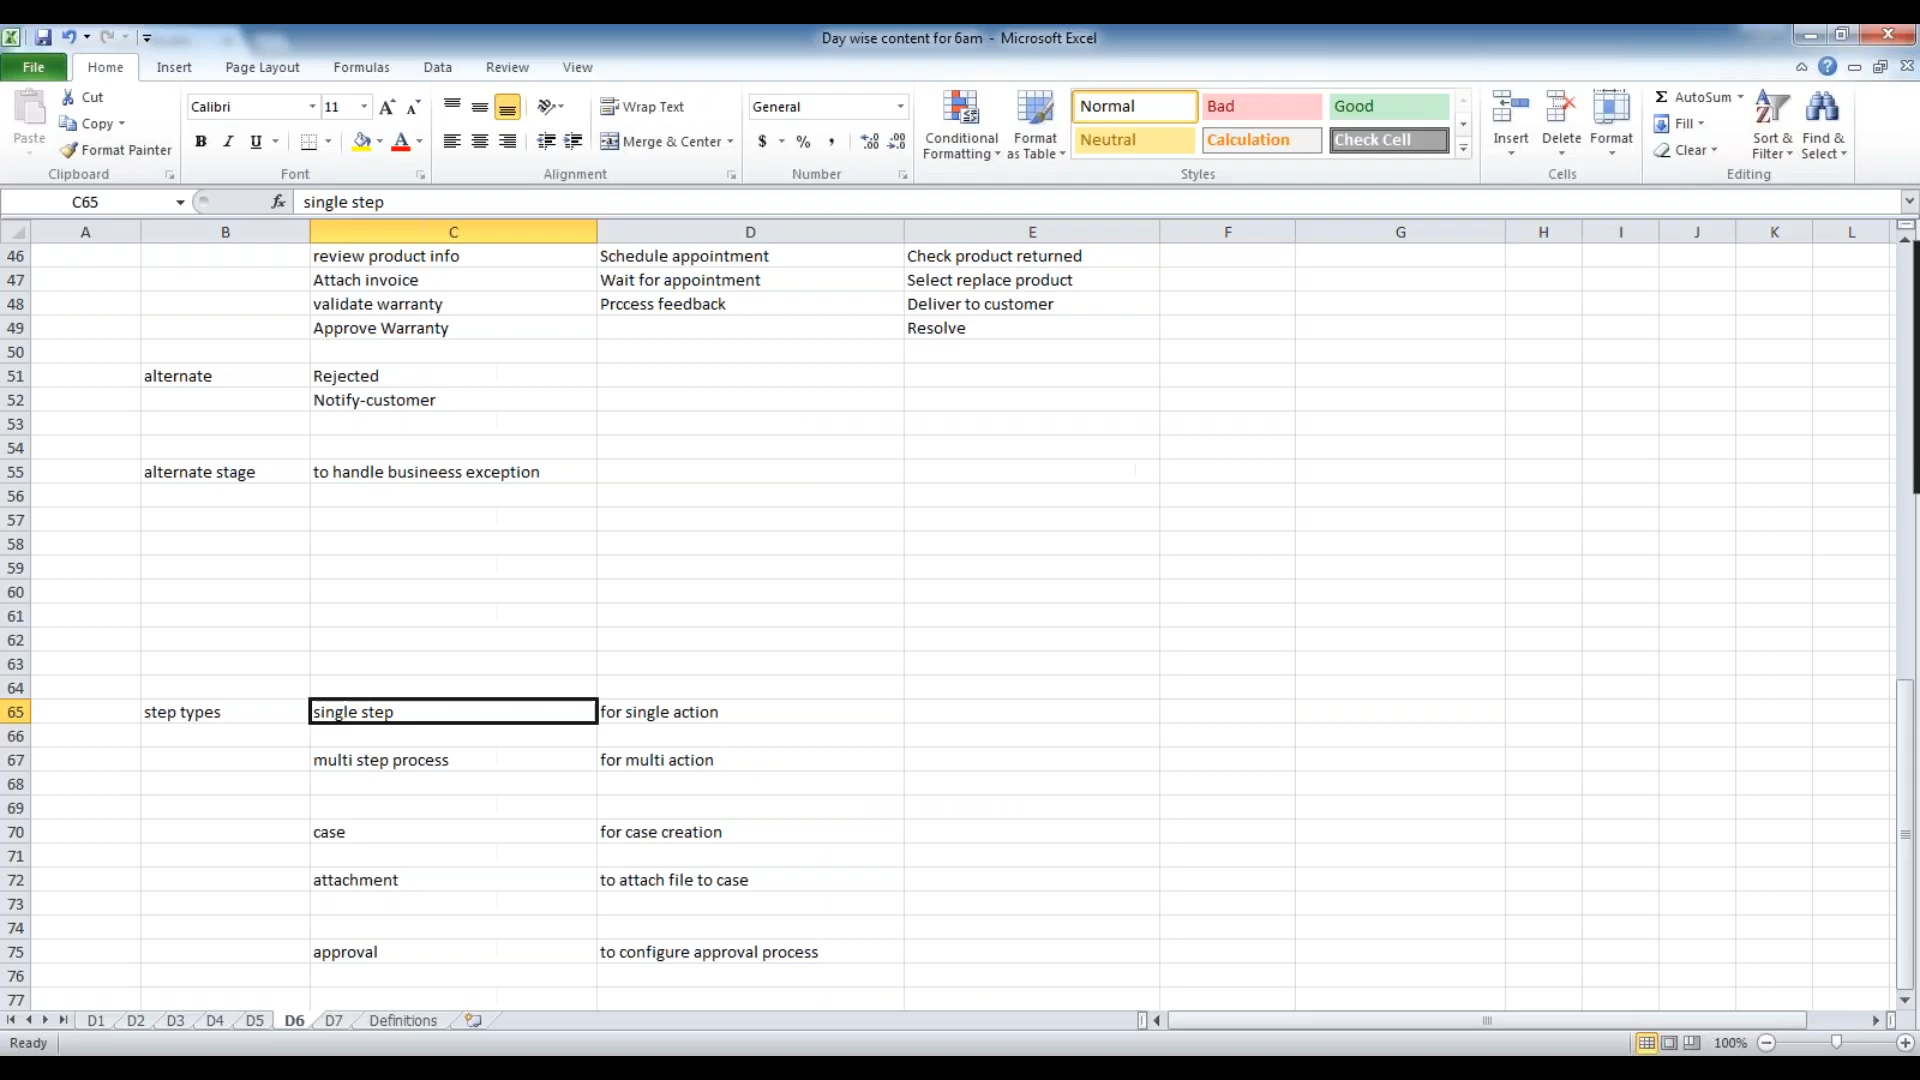 Day wise content for 6am - Microsoft Excel
File Home Insert Page Layout Formulas Data Review View
Paste
Cut
Copy
Format Painter
Clipboard
Calibri 11
B I U
Font
Wrap Text
Merge & Center
Alignment
General
$ % ,
Number
Conditional Formatting
Format as Table
Normal Bad Good
Neutral Calculation Check Cell
Styles
Insert Delete Format
Cells
Σ AutoSum
Fill
Clear
Sort & Filter
Find & Select
Editing
C65 fx single step
A B C D E F G H I J K L
46 review product info Schedule appointment Check product returned
47 Attach invoice Wait for appointment Select replace product
48 validate warranty Prccess feedback Deliver to customer
49 Approve Warranty Resolve
50
51 alternate Rejected
52 Notify-customer
53
54
55 alternate stage to handle busineess exception
56
57
58
59
60
61
62
63
64
65 step types single step for single action
66
67 multi step process for multi action
68
69
70 case for case creation
71
72 attachment to attach file to case
73
74
75 approval to configure approval process
76
77
D1 D2 D3 D4 D5 D6 D7 Definitions
Ready 100%